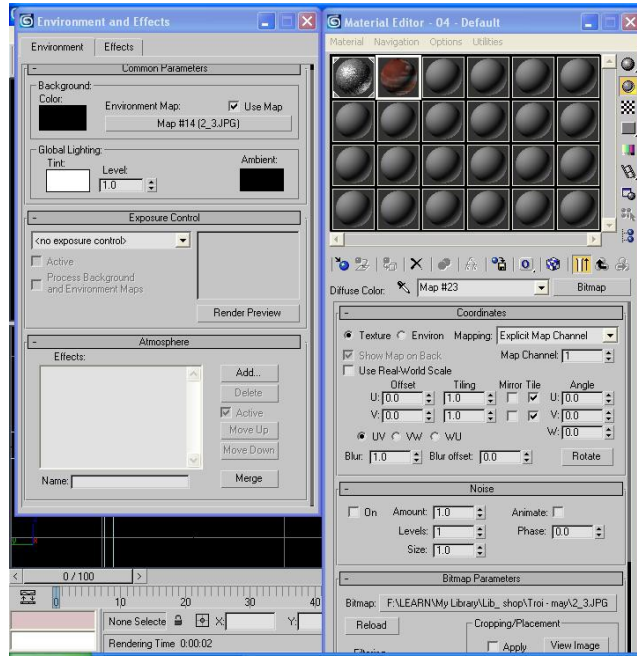 Environment and Effects
Environment Effects
- Common Parameters
Background:
Color:
Environment Map: Use Map
Map #14 (2_3.JPG)
Global Lighting:
Tint: Level: Ambient:
1.0
- Exposure Control
<no exposure control>
Active
Process Background
and Environment Maps
Render Preview
- Atmosphere
Effects:
Add...
Delete
Active
Move Up
Move Down
Name: Merge
0 / 100
0 10 20 30 40
None Selecte X: Y:
Rendering Time 0:00:02
Material Editor - 04 - Default
Material Navigation Options Utilities
Diffuse Color: Map #23 Bitmap
- Coordinates
Texture Environ Mapping: Explicit Map Channel
Show Map on Back Map Channel: 1
Use Real-World Scale
Offset Tiling Mirror Tile Angle
U: 0.0 1.0 U: 0.0
V: 0.0 1.0 V: 0.0
UV VW WU W: 0.0
Blur: 1.0 Blur offset: 0.0 Rotate
- Noise
On Amount: 1.0 Animate:
Levels: 1 Phase: 0.0
Size: 1.0
- Bitmap Parameters
Bitmap: F:\LEARN\My Library\Lib_ shop\Troi - may\2_3.JPG
Reload Cropping/Placement
Filtering Apply View Image